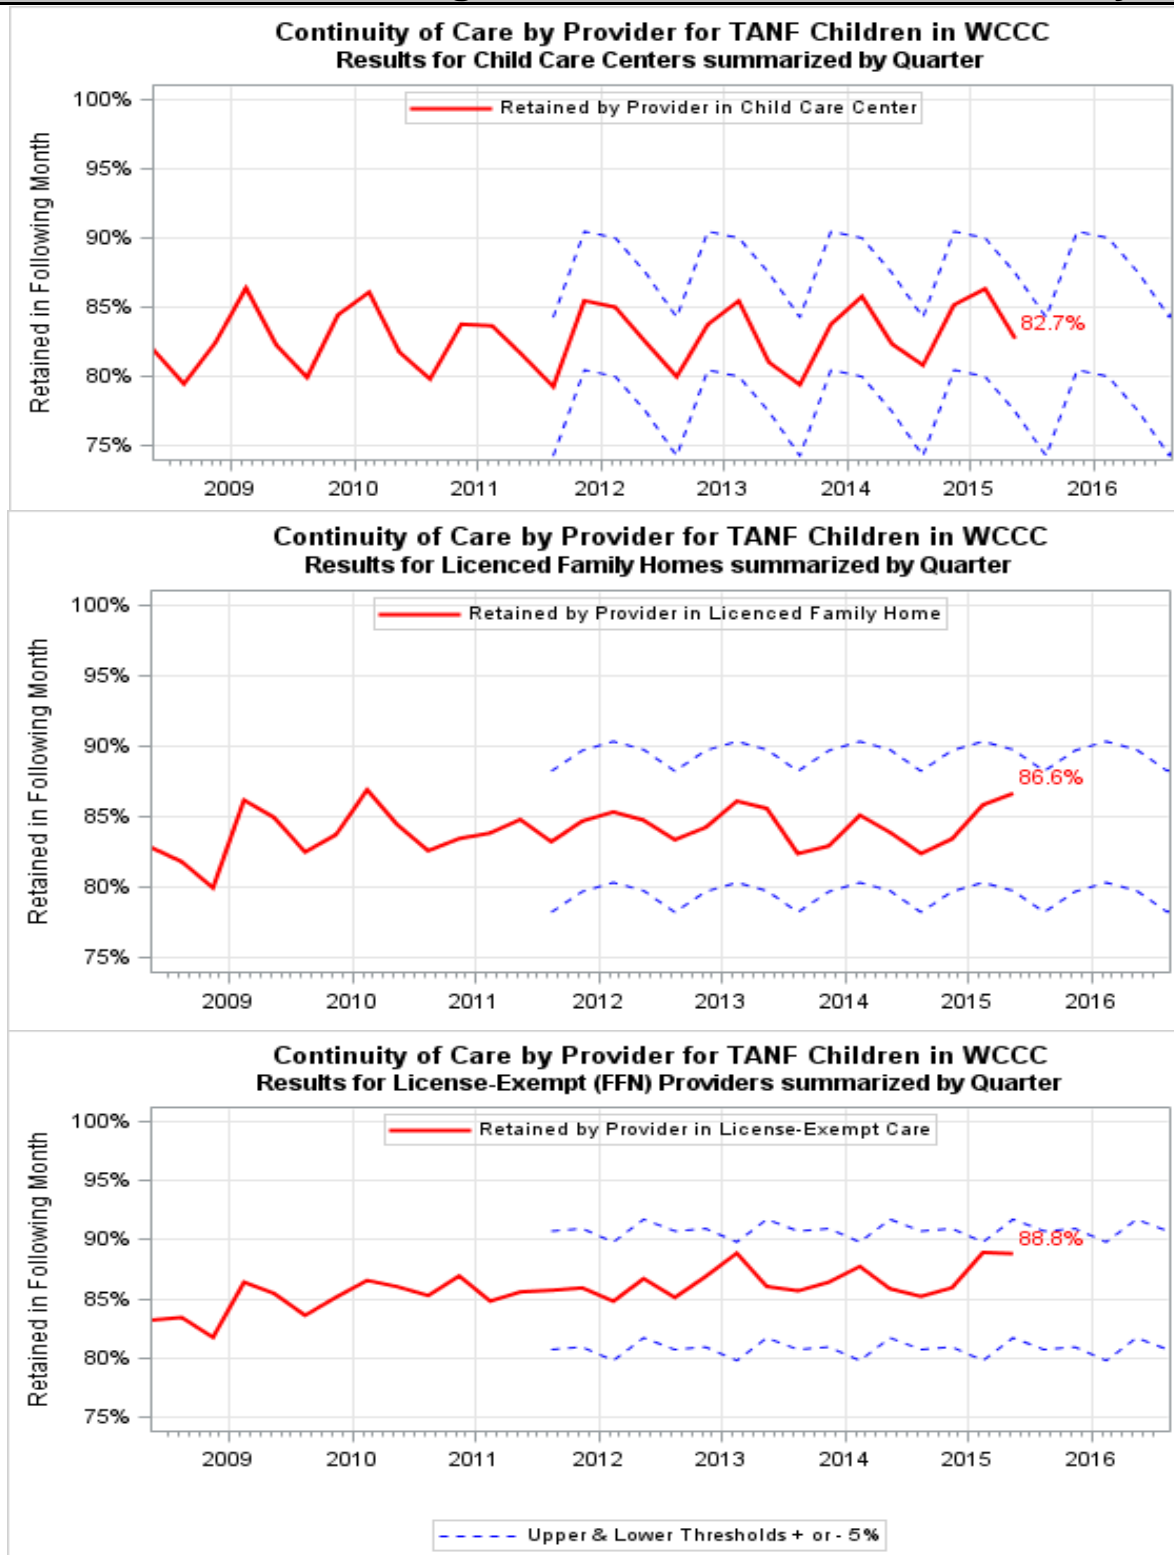 Continuity of Care by Provider for TANF Children in WCCC
Results for Child Care Centers summarized by Quarter
Retained by Provider in Child Care Center
Retained in Following Month
100%
95%
90%
85%
80%
75%
82.7%
2009 2010 2011 2012 2013 2014 2015 2016
Continuity of Care by Provider for TANF Children in WCCC
Results for Licenced Family Homes summarized by Quarter
Retained by Provider in Licenced Family Home
Retained in Following Month
100%
95%
90%
85%
80%
75%
86.6%
2009 2010 2011 2012 2013 2014 2015 2016
Continuity of Care by Provider for TANF Children in WCCC
Results for License-Exempt (FFN) Providers summarized by Quarter
Retained by Provider in License-Exempt Care
Retained in Following Month
100%
95%
90%
85%
80%
75%
88.8%
2009 2010 2011 2012 2013 2014 2015 2016
Upper & Lower Thresholds + or - 5%